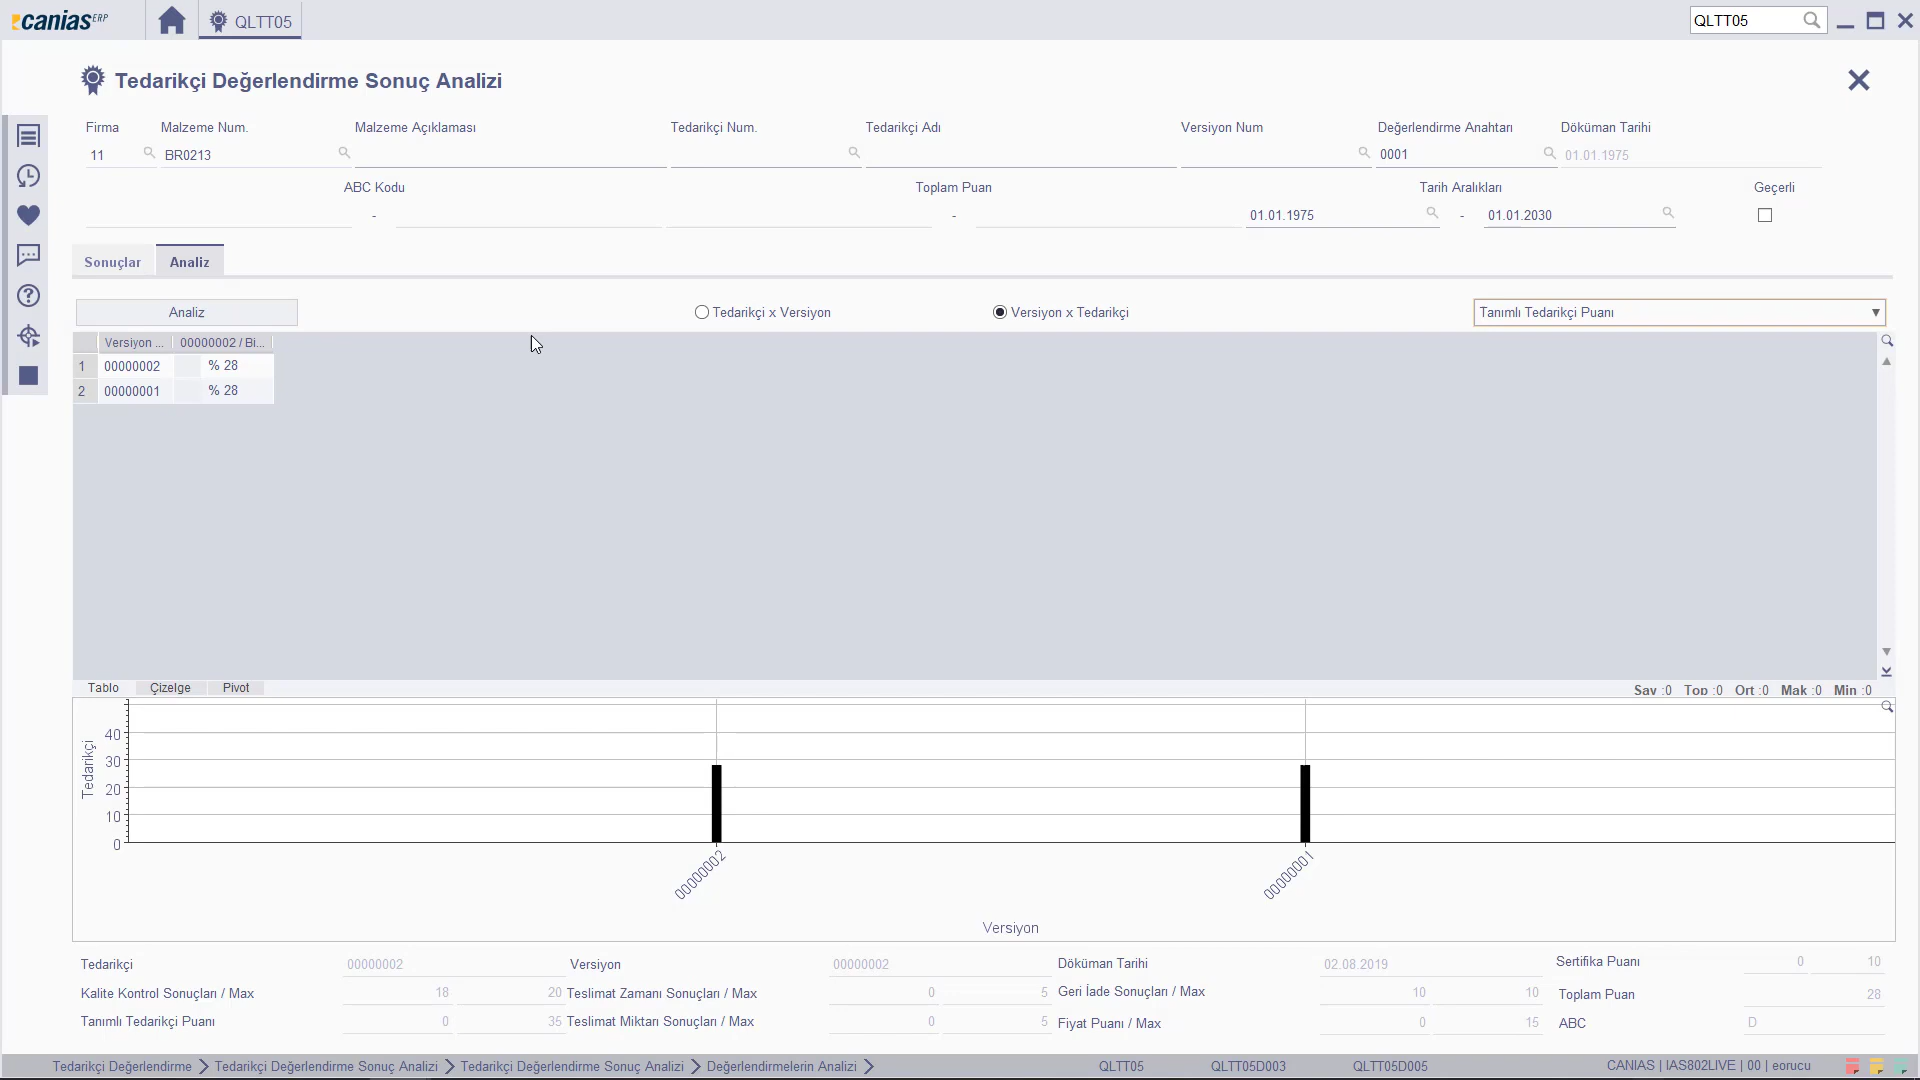 caniasERP QLTT05 QLTT05
Tedarikçi Değerlendirme Sonuç Analizi
Firma Malzeme Num. Malzeme Açıklaması Tedarikçi Num. Tedarikçi Adı Versiyon Num Değerlendirme Anahtarı Döküman Tarihi
11 BR0213 0001 01.01.1975
ABC Kodu Toplam Puan Tarih Aralıkları Geçerli
- - 01.01.1975 - 01.01.2030
Sonuçlar Analiz
Analiz Tedarikçi x Versiyon Versiyon x Tedarikçi Tanımlı Tedarikçi Puanı
Versiyon ... 00000002 / Bi...
1 00000002 % 28
2 00000001 % 28
Tablo Çizelge Pivot Say :0 Top :0 Ort :0 Mak :0 Min :0
Tedarikçi
40
30
20
10
0
00000002 00000001
Versiyon
Tedarikçi 00000002 Versiyon 00000002 Döküman Tarihi 02.08.2019 Sertifika Puanı 0 10
Kalite Kontrol Sonuçları / Max 18 20 Teslimat Zamanı Sonuçları / Max 0 5 Geri İade Sonuçları / Max 10 10 Toplam Puan 28
Tanımlı Tedarikçi Puanı 0 35 Teslimat Miktarı Sonuçları / Max 0 5 Fiyat Puanı / Max 0 15 ABC D
Tedarikçi Değerlendirme Tedarikçi Değerlendirme Sonuç Analizi Tedarikçi Değerlendirme Sonuç Analizi Değerlendirmelerin Analizi QLTT05 QLTT05D003 QLTT05D005 CANIAS | IAS802LIVE | 00 | eorucu